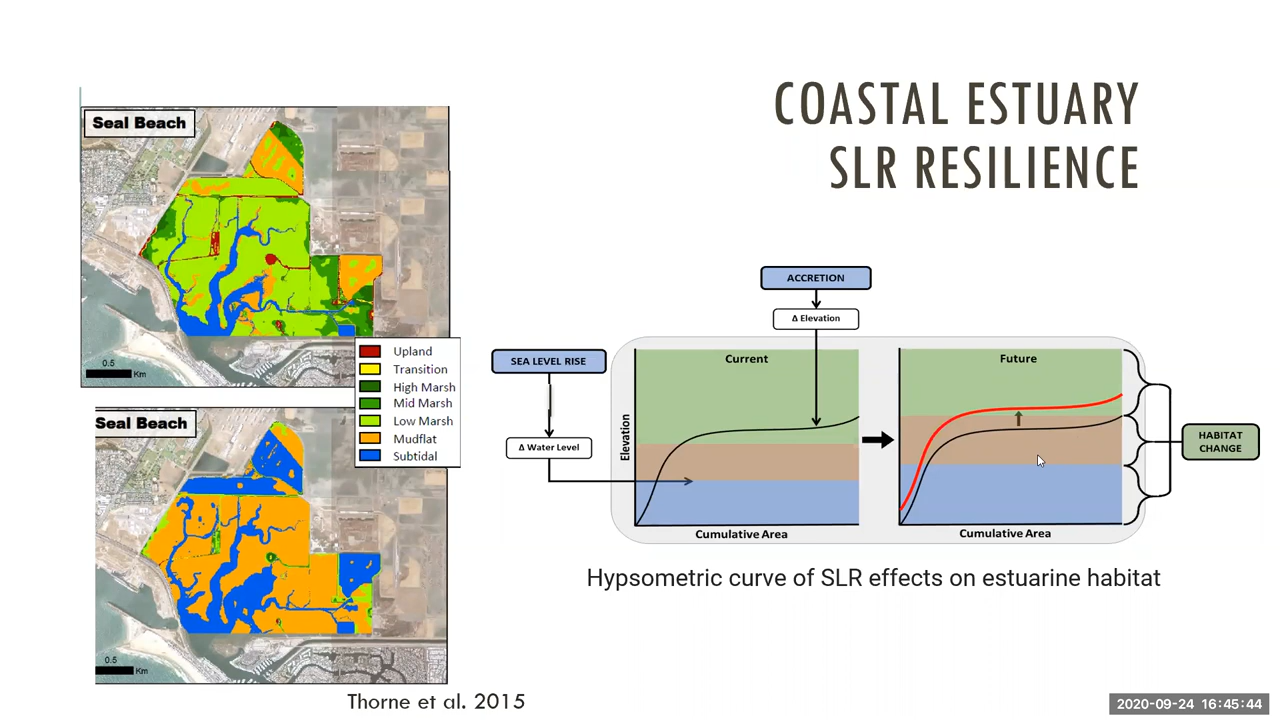 COASTAL ESTUARY
SLR RESILIENCE
Seal Beach
0.5
Km
Upland
Transition
High Marsh
Mid Marsh
Low Marsh
Mudflat
Subtidal
Seal Beach
0.5
Km
Thorne et al. 2015
ACCRETION
Δ Elevation
SEA LEVEL RISE
Δ Water Level
Current
Elevation
Cumulative Area
Future
Cumulative Area
HABITAT
CHANGE
Hypsometric curve of SLR effects on estuarine habitat
2020-09-24 16:45:44